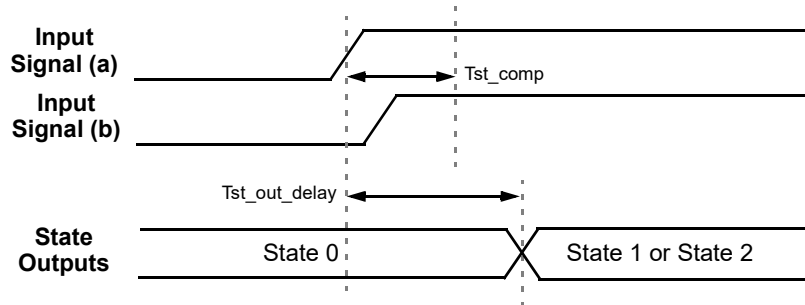 Input
Signal (a)
Tst_comp
Input
Signal (b)
Tst_out_delay
State
Outputs
State 0
State 1 or State 2